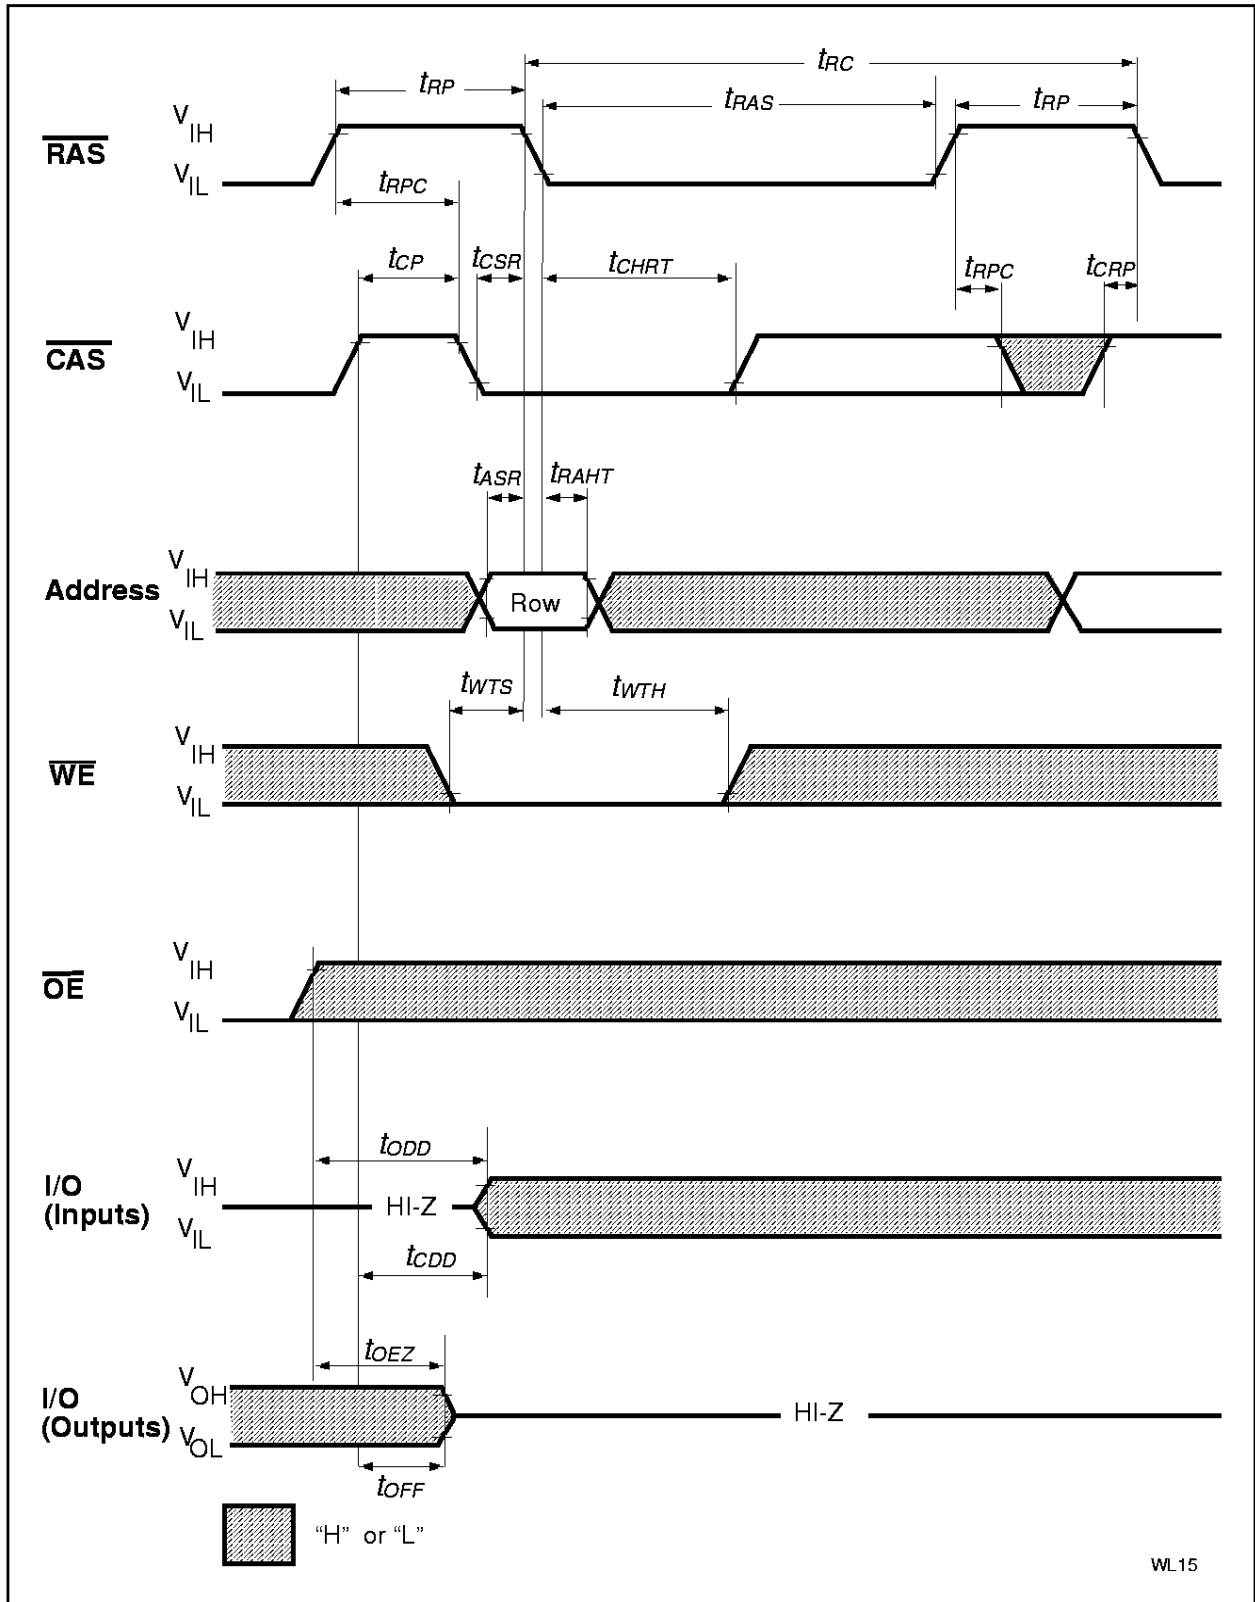 tRC
tRP
tRAS
tRP
RAS
VIH
VIL
tRPC
tCP
tCSR
tCHRT
tRPC
tCRP
CAS
VIH
VIL
tASR
tRAHT
Address
VIH
VIL
Row
tWTS
tWTH
WE
VIH
VIL
OE
VIH
VIL
tODD
I/O
(Inputs)
VIH
VIL
HI-Z
tCDD
tOEZ
I/O
(Outputs)
VOH
VOL
HI-Z
tOFF
“H” or “L”
WL15